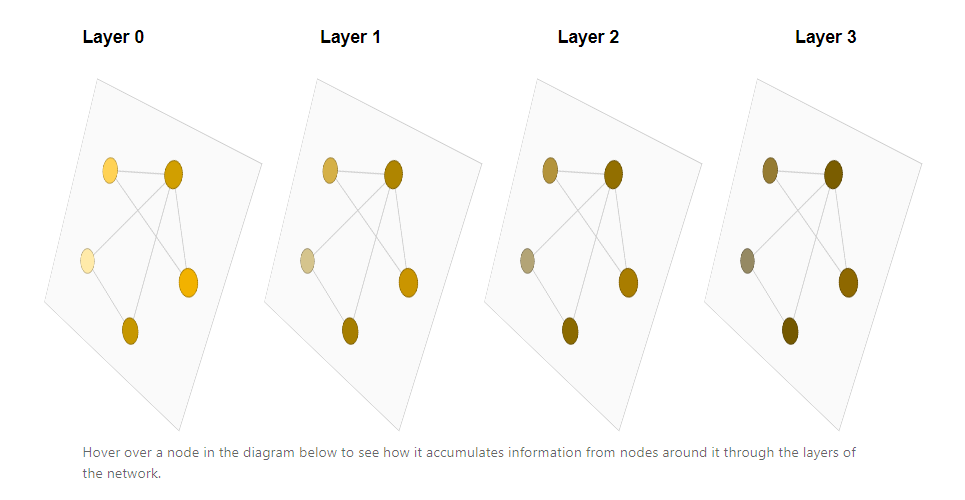 Layer 0 Layer 1 Layer 2 Layer 3
Hover over a node in the diagram below to see how it accumulates information from nodes around it through the layers of
the network.